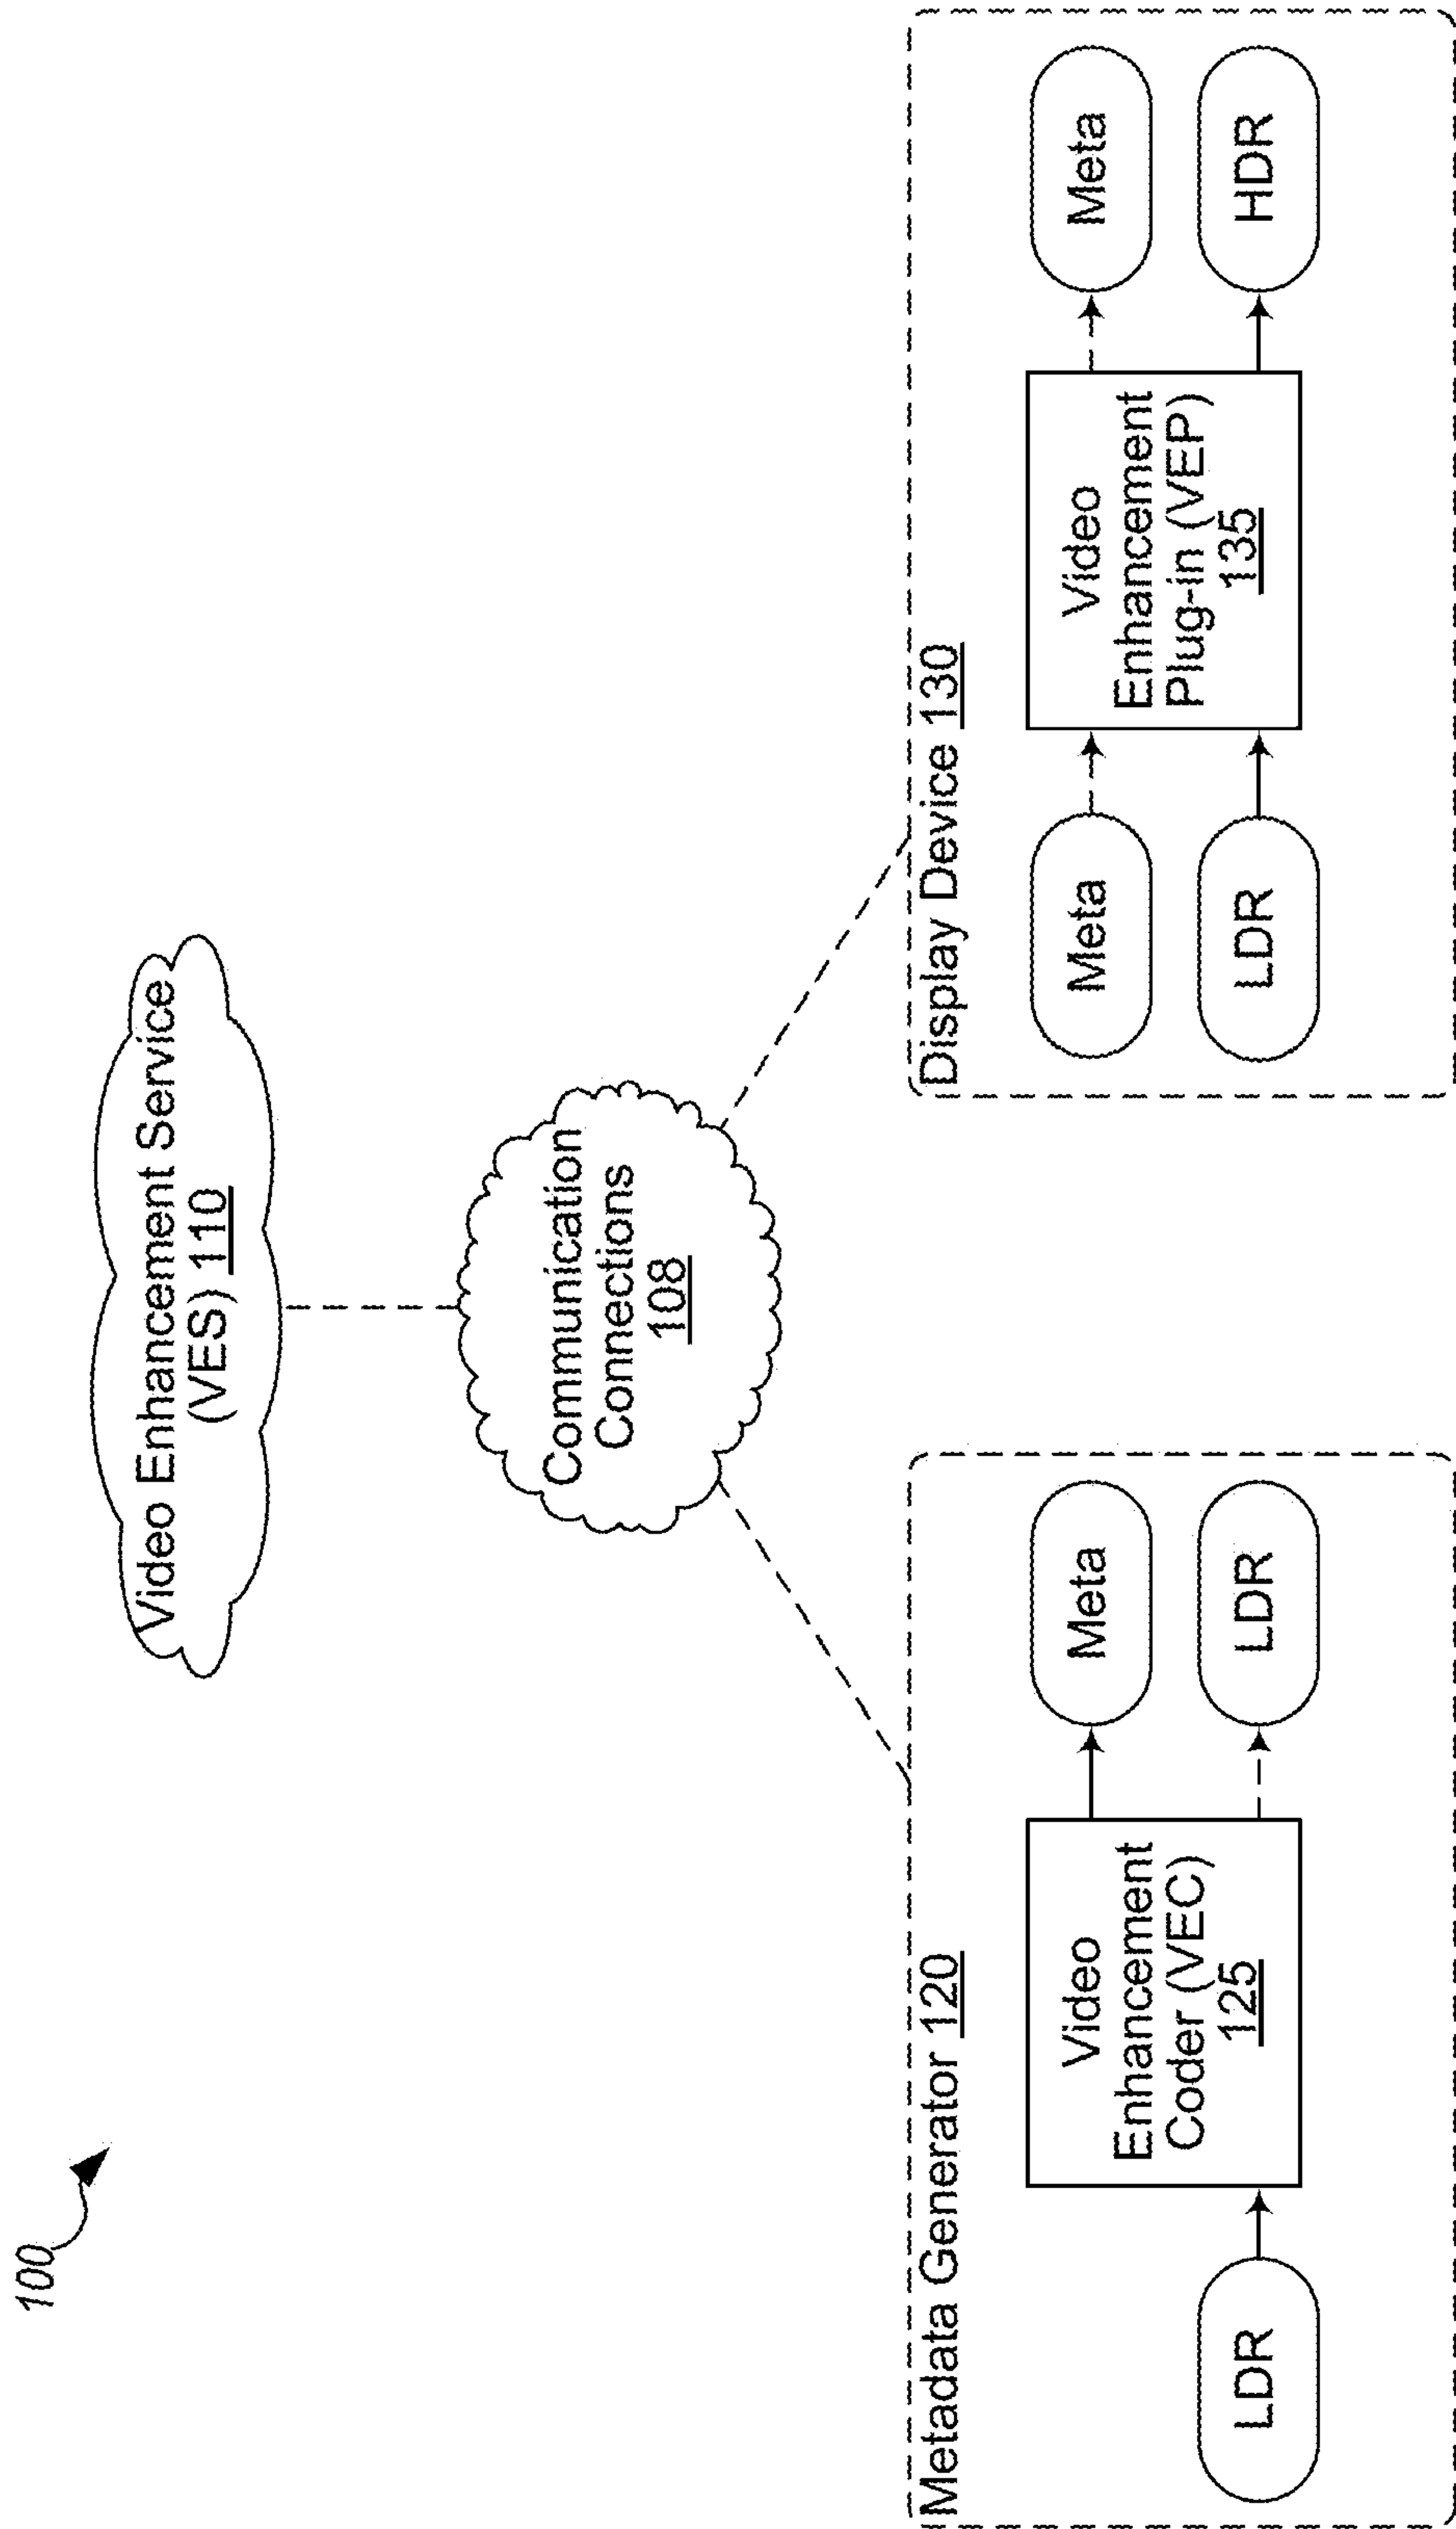 100
Video Enhancement Service
(VES) 110
Communication
Connections
108
Metadata Generator 120
LDR
Video
Enhancement
Coder (VEC)
125
Meta
LDR
Display Device 130
Meta
LDR
Video
Enhancement
Plug-in (VEP)
135
Meta
HDR